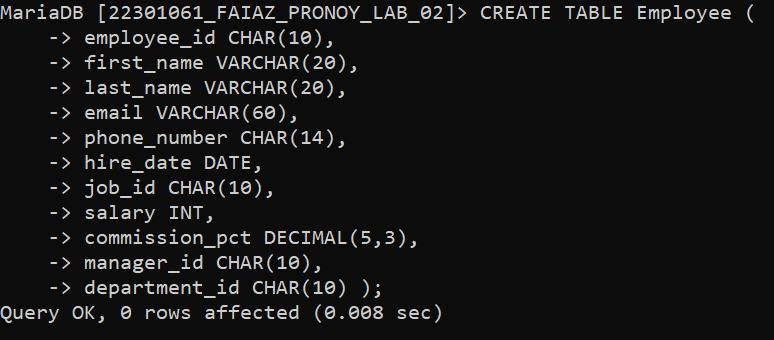 MariaDB [22301061_FAIAZ_PRONOY_LAB_02]> CREATE TABLE Employee (
    -> employee_id CHAR(10),
    -> first_name VARCHAR(20),
    -> last_name VARCHAR(20),
    -> email VARCHAR(60),
    -> phone_number CHAR(14),
    -> hire_date DATE,
    -> job_id CHAR(10),
    -> salary INT,
    -> commission_pct DECIMAL(5,3),
    -> manager_id CHAR(10),
    -> department_id CHAR(10) );
Query OK, 0 rows affected (0.008 sec)